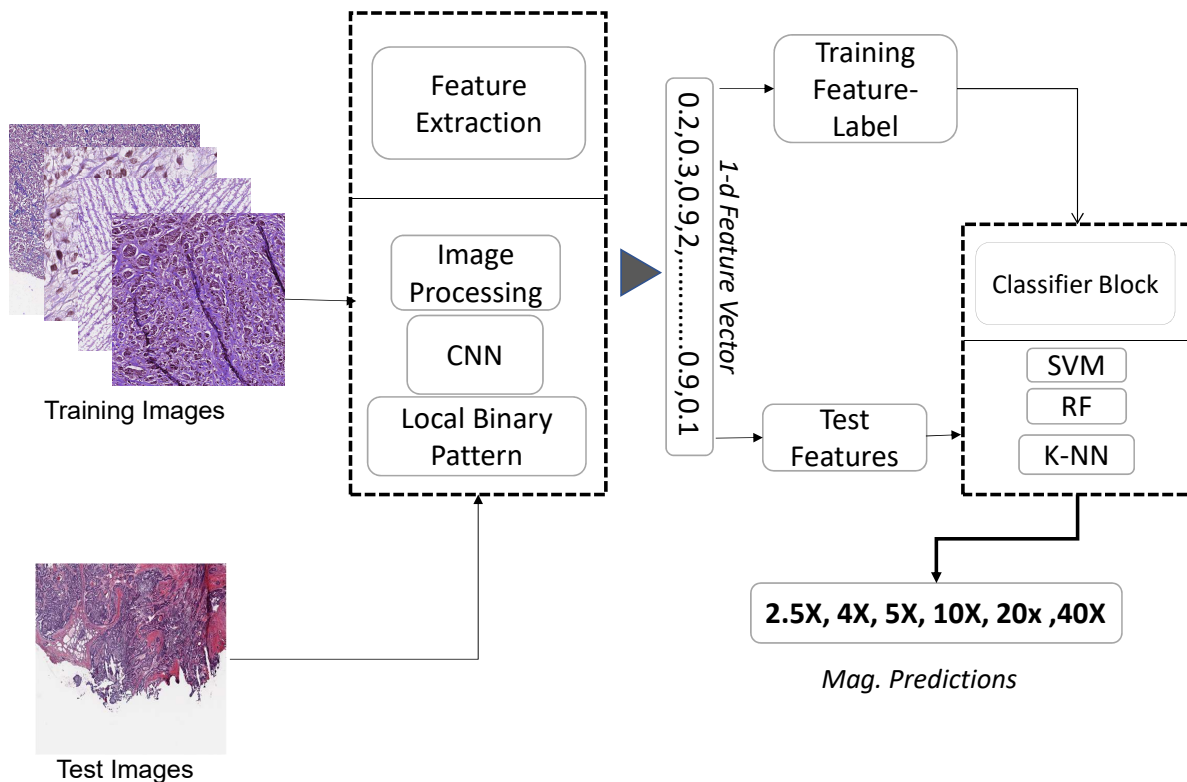 Feature
Extraction
Image
Processing
CNN
Local Binary
Pattern
Training Images
Test Images
0.2,0.3,0.9,2,...........0.9,0.1
1-d Feature Vector
Training
Feature-
Label
Test
Features
Classifier Block
SVM
RF
K-NN
2.5X, 4X, 5X, 10X, 20x ,40X
Mag. Predictions